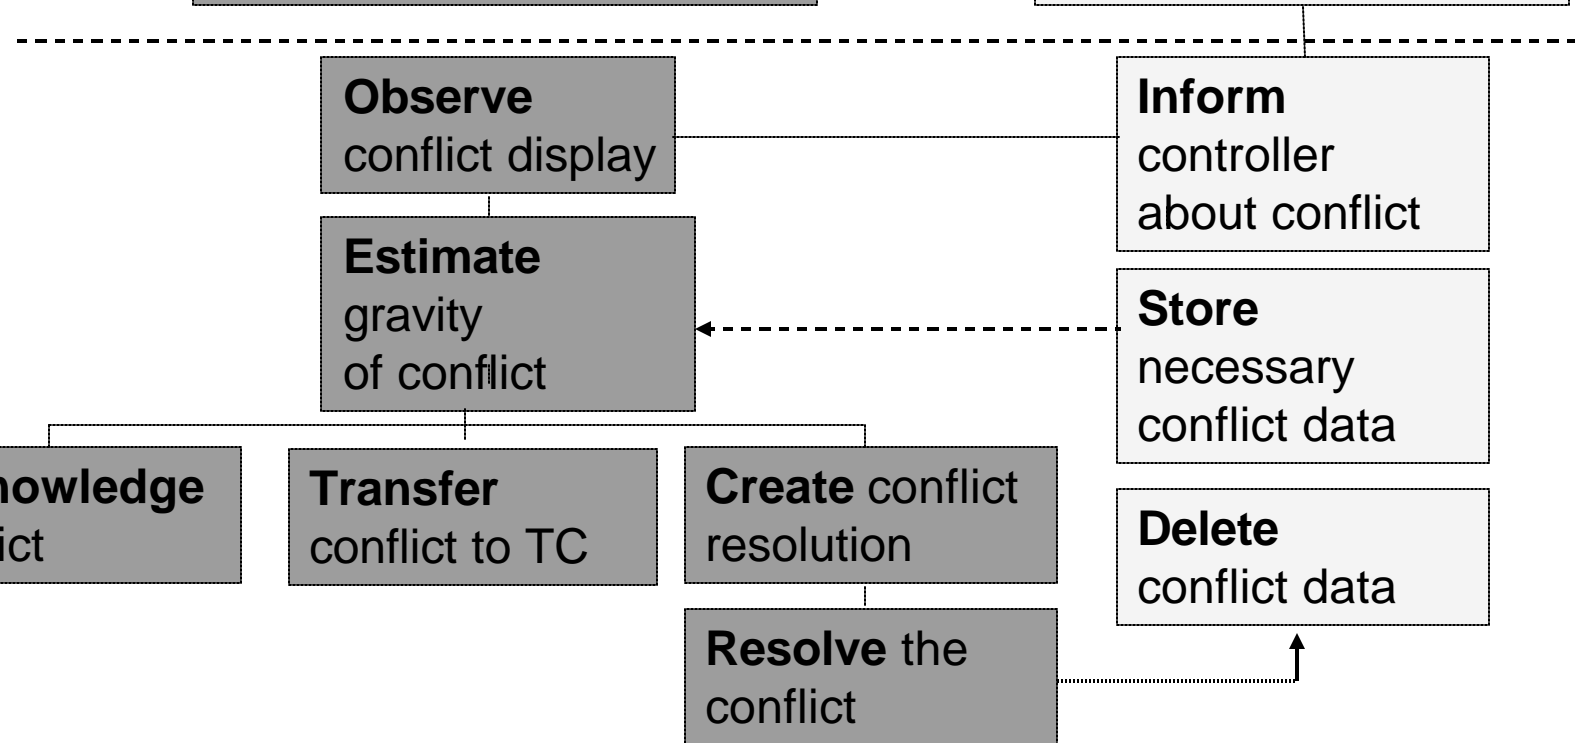 Observe
conflict display
Inform
controller
about conflict
Estimate
gravity
of conflict
Store
necessary
conflict data
nowledge
ict
Transfer
conflict to TC
Create conflict
resolution
Delete
conflict data
Resolve the
conflict